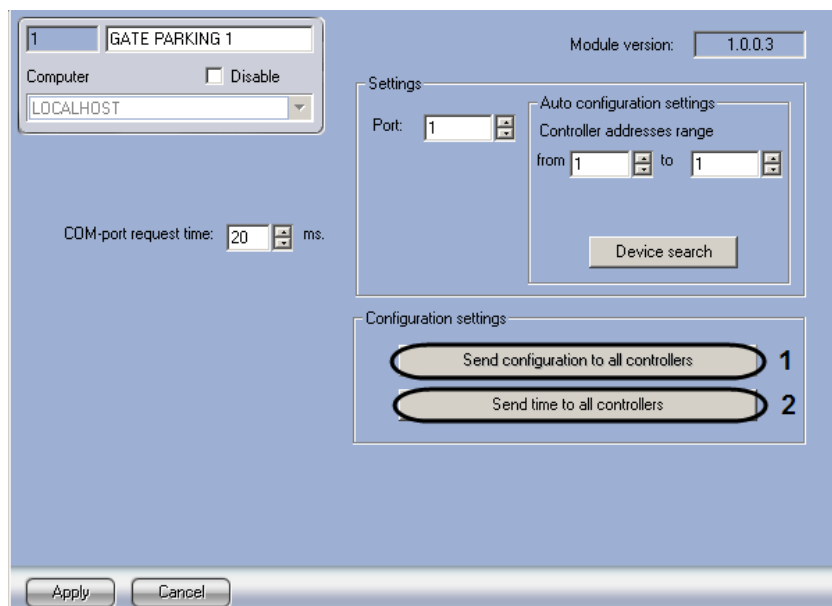 1 GATE PARKING 1
Module version: 1.0.0.3
Computer Disable
LOCALHOST
Settings
Port: 1
Auto configuration settings
Controller addresses range
from 1 to 1
Device search
COM-port request time: 20 ms.
Configuration settings
Send configuration to all controllers 1
Send time to all controllers 2
Apply Cancel